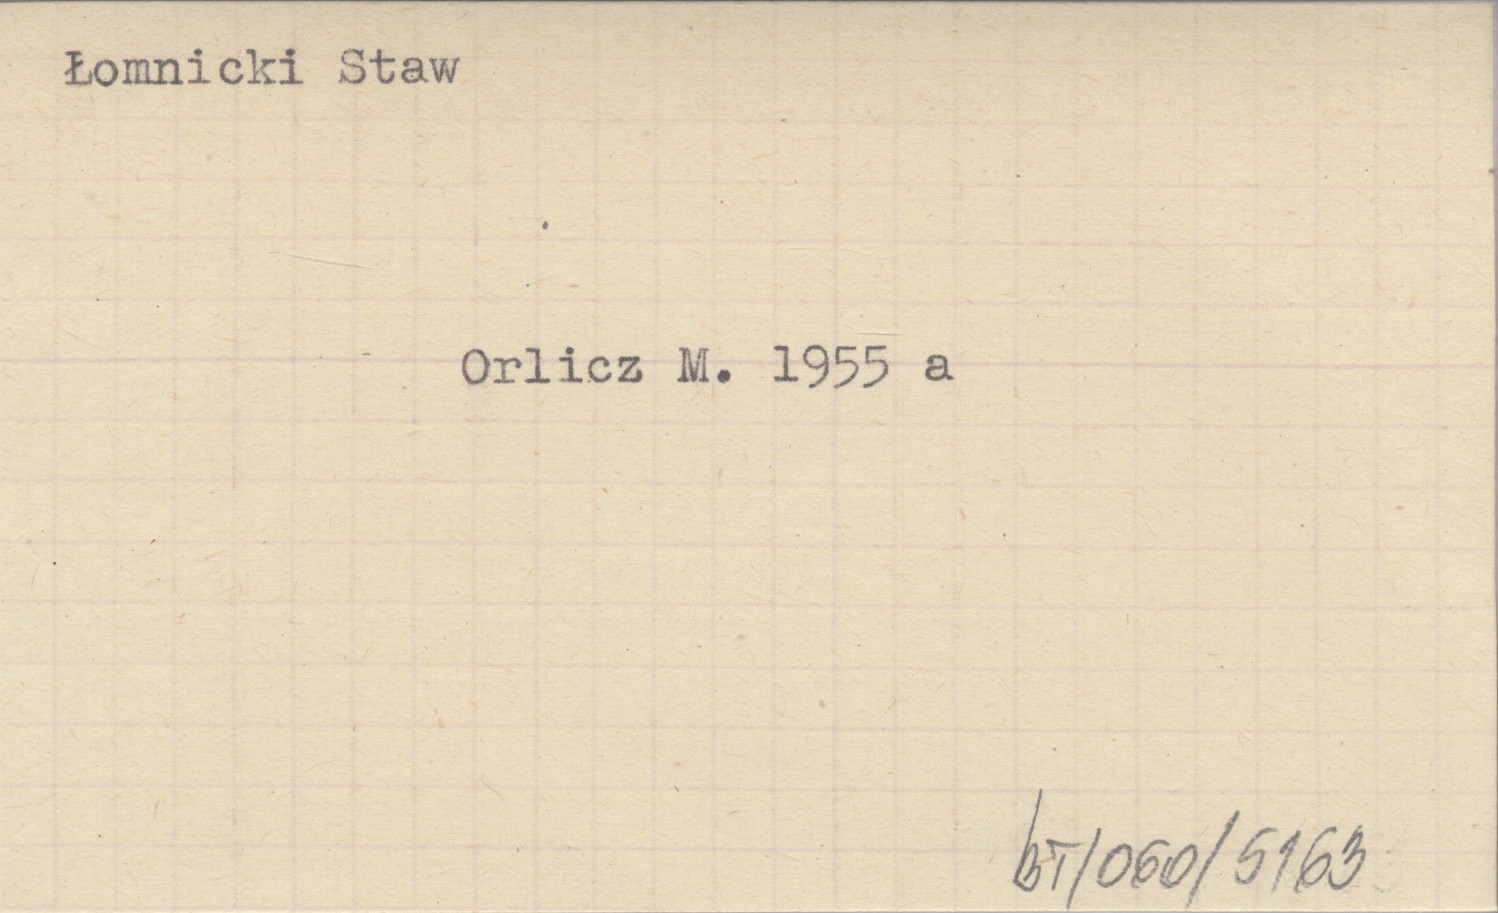 Łomnicki Staw
Orlicz M. 1955 a
bT/060/5163